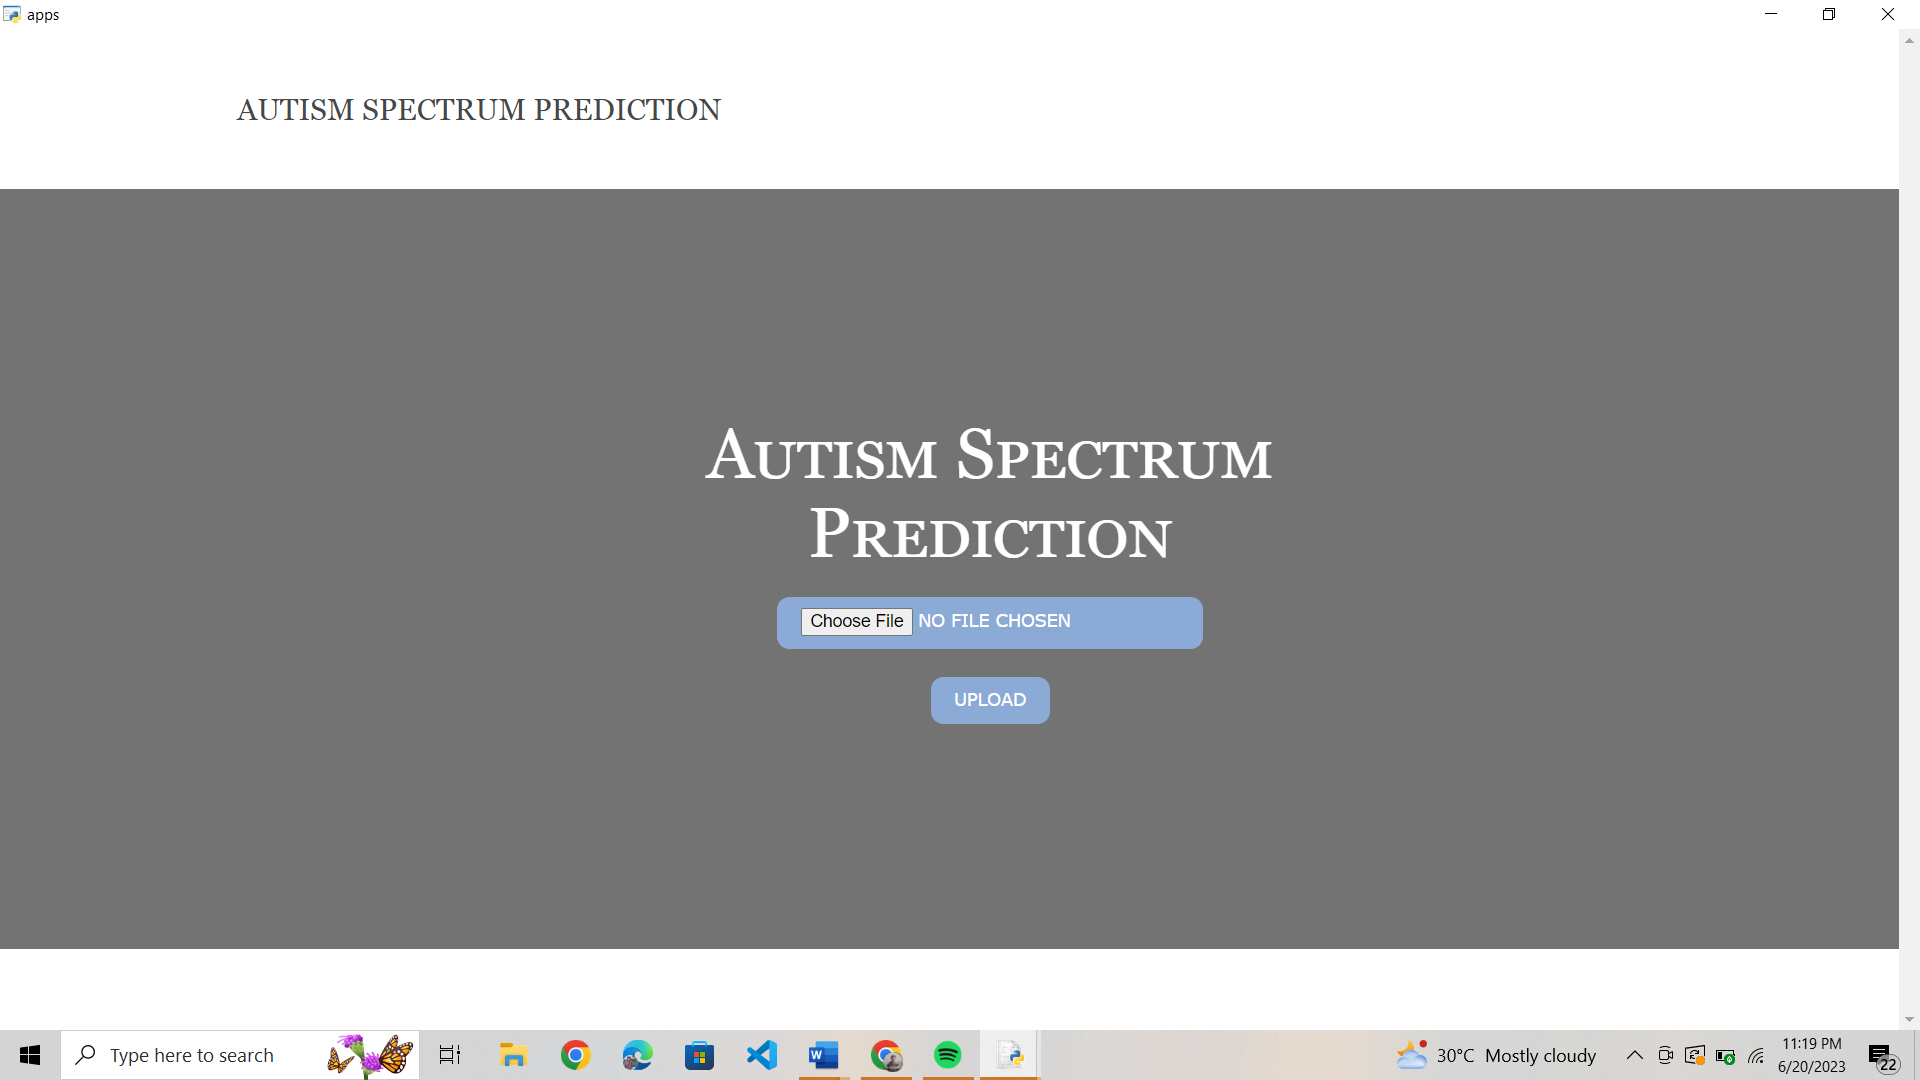 apps
AUTISM SPECTRUM PREDICTION
AUTISM SPECTRUM
PREDICTION
Choose File NO FILE CHOSEN
UPLOAD
Type here to search
30°C Mostly cloudy
11:19 PM
6/20/2023
22